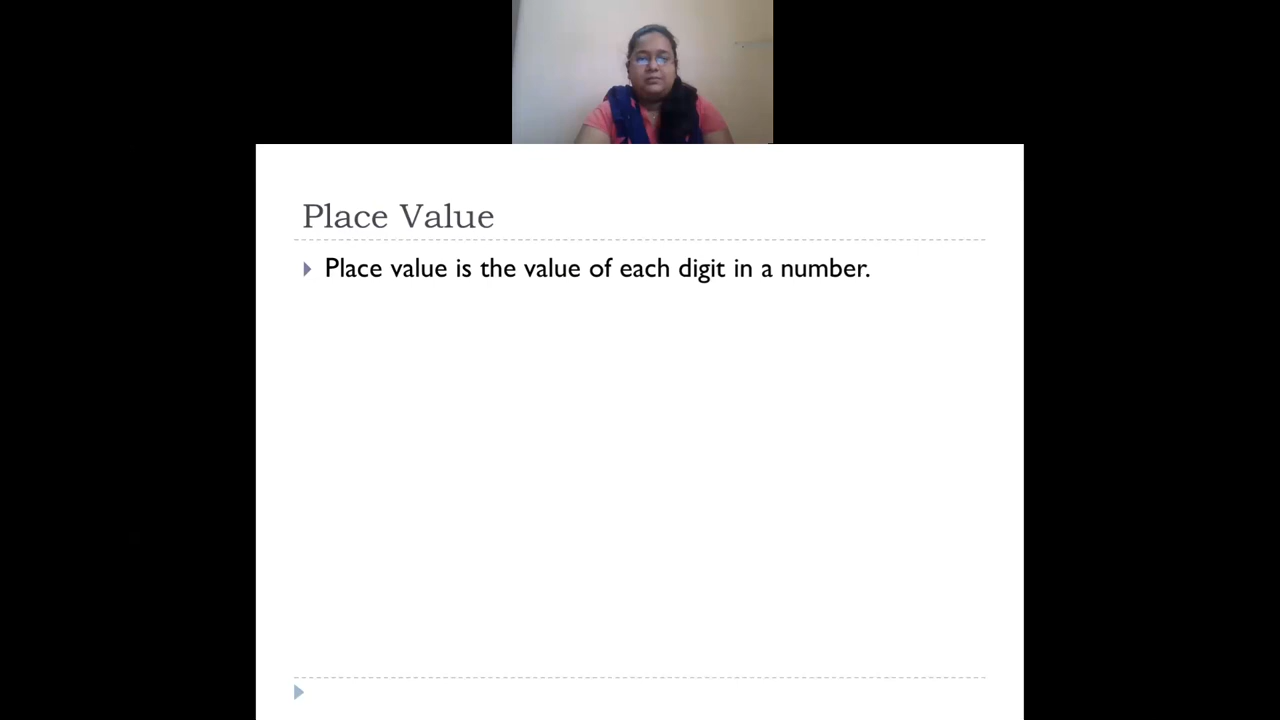 Place Value
Place value is the value of each digit in a number.